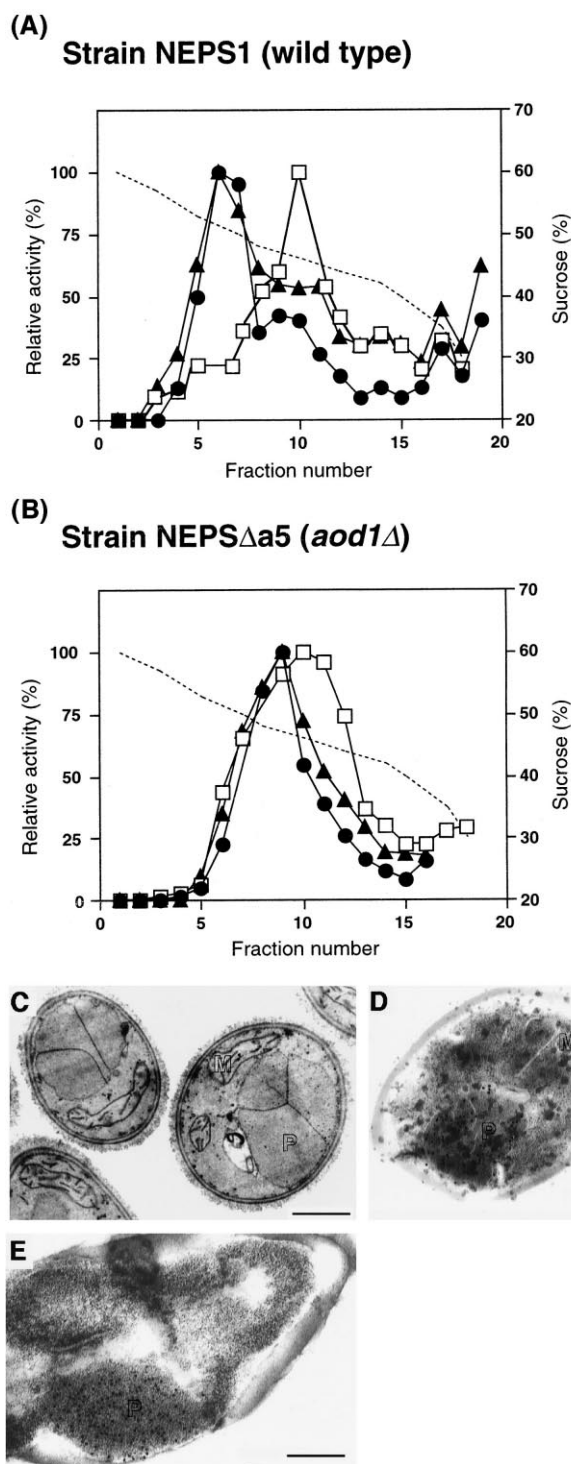 (A)
Strain NEPS1 (wild type)
70
100
60
75
50
50
40
25
30
0
20
0
5
10
15
20
Relative activity (%)
Sucrose (%)
Fraction number
(B)
Strain NEPSΔa5 (aod1Δ)
70
100
60
75
50
50
40
25
30
0
20
0
5
10
15
20
Relative activity (%)
Sucrose (%)
Fraction number
C
M
P
D
M
P
E
P